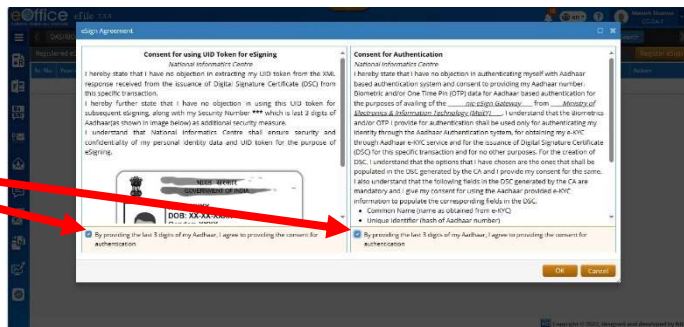 eOffice eFile 7.3.3
eSign Agreement
Consent for using UID Token for eSigning
National Informatics Centre
I hereby state that I have no objection in extracting my UID token from the XML
response received from the issuance of Digital Signature Certificate (DSC) from
this specific transaction.
I hereby further state that I have no objection in using this UID token for
subsequent eSigning, along with my Security Number *** which is last 3 digits of
Aadhaar(as shown in image below) as additional security measure.
I understand that National Informatics Centre shall ensure security and
confidentiality of my personal identity data and UID token for the purpose of
eSigning.
GOVERNMENT OF INDIA
DOB: XX-XX-
By providing the last 3 digits of my Aadhaar, I agree to providing the consent for
authentication
Consent for Authentication
National Informatics Centre
I hereby state that I have no objection in authenticating myself with Aadhaar
based authentication system and consent to providing my Aadhaar number,
Biometric and/or One Time Pin (OTP) data for Aadhaar based authentication for
the purposes of availing of the nic eSign Gateway from Ministry of
Electronics & Information Technology (MeitY). I understand that the Biometrics
and/or OTP I provide for authentication shall be used only for authenticating my
identity through the Aadhaar Authentication system, for obtaining my e-KYC
through Aadhaar e-KYC service and for the issuance of Digital Signature Certificate
(DSC) for this specific transaction and for no other purposes. For the creation of
DSC, I understand that the options that I have chosen are the ones that shall be
populated in the DSC generated by the CA and I provide my consent for the same.
I also understand that the following fields in the DSC generated by the CA are
mandatory and I give my consent for using the Aadhaar provided e-KYC
information to populate the corresponding fields in the DSC.
• Common Name (name as obtained from e-KYC)
• Unique Identifier (hash of Aadhaar number)
By providing the last 3 digits of my Aadhaar, I agree to providing the consent for
authentication
OK Cancel